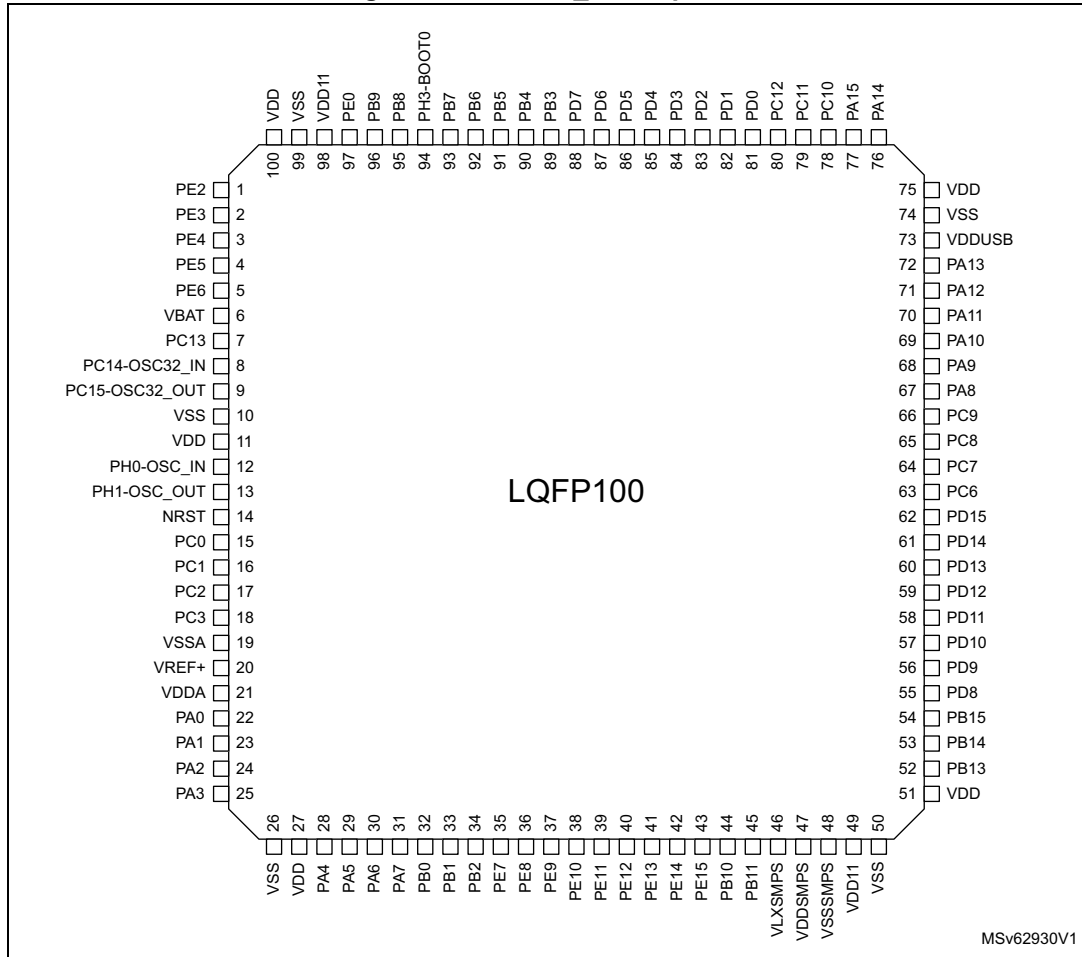 VDD VSS VDD11 PE0 PB9 PB8 PH3-BOOT0 PB7 PB6 PB5 PB4 PB3 PD7 PD6 PD5 PD4 PD3 PD2 PD1 PD0 PC12 PC11 PC10 PA15 PA14
100 99 98 97 96 95 94 93 92 91 90 89 88 87 86 85 84 83 82 81 80 79 78 77 76
PE2 1 75 VDD
PE3 2 74 VSS
PE4 3 73 VDDUSB
PE5 4 72 PA13
PE6 5 71 PA12
VBAT 6 70 PA11
PC13 7 69 PA10
PC14-OSC32_IN 8 68 PA9
PC15-OSC32_OUT 9 67 PA8
VSS 10 66 PC9
VDD 11 65 PC8
PH0-OSC_IN 12 64 PC7
PH1-OSC_OUT 13 LQFP100 63 PC6
NRST 14 62 PD15
PC0 15 61 PD14
PC1 16 60 PD13
PC2 17 59 PD12
PC3 18 58 PD11
VSSA 19 57 PD10
VREF+ 20 56 PD9
VDDA 21 55 PD8
PA0 22 54 PB15
PA1 23 53 PB14
PA2 24 52 PB13
PA3 25 51 VDD
26 27 28 29 30 31 32 33 34 35 36 37 38 39 40 41 42 43 44 45 46 47 48 49 50
VSS VDD PA4 PA5 PA6 PA7 PB0 PB1 PB2 PE7 PE8 PE9 PE10 PE11 PE12 PE13 PE14 PE15 PB10 PB11 VLXSMPS VDDSMPS VSSSMPS VDD11 VSS
MSv62930V1